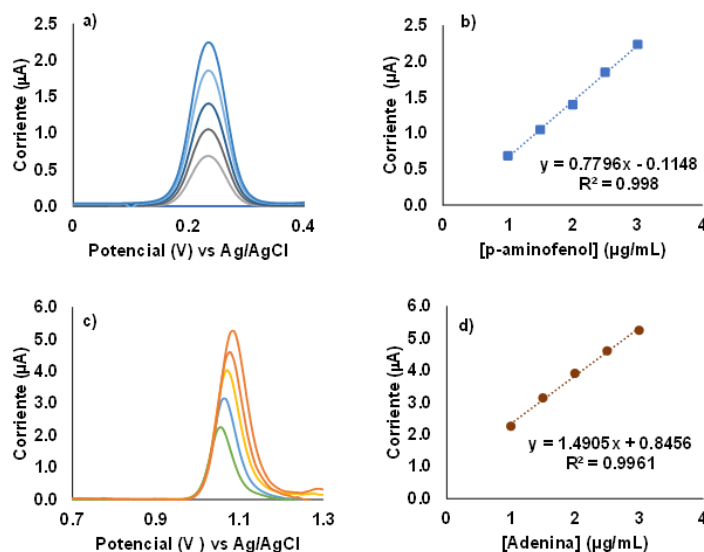 a)
Corriente (µA)
2.5
2.0
1.5
1.0
0.5
0.0
0
0.2
0.4
Potencial (V) vs Ag/AgCl
b)
Corriente (µA)
2.5
2.0
1.5
1.0
0.5
0.0
y = 0.7796x - 0.1148
R² = 0.998
0
1
2
3
4
[p-aminofenol] (µg/mL)
c)
Corriente (µA)
6.0
5.0
4.0
3.0
2.0
1.0
0.0
0.7
0.9
1.1
1.3
Potencial (V ) vs Ag/AgCl
d)
Corriente (µA)
6.0
5.0
4.0
3.0
2.0
1.0
0.0
y = 1.4905x + 0.8456
R² = 0.9961
0
1
2
3
4
[Adenina] (µg/mL)